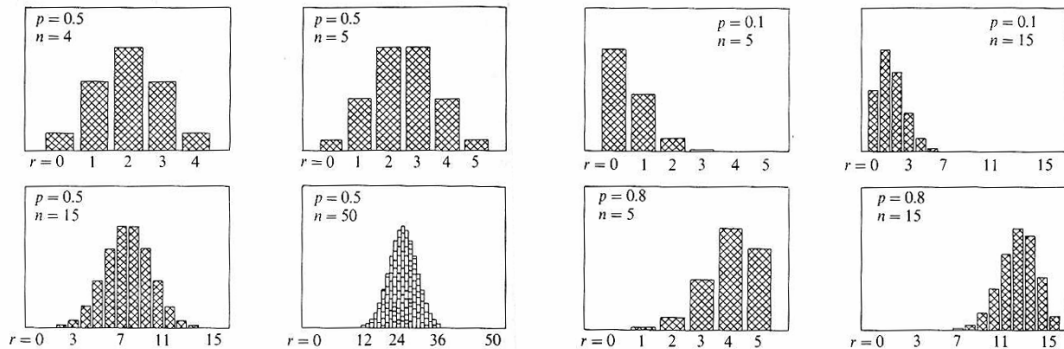 p = 0.5
n = 4
r = 0 1 2 3 4
p = 0.5
n = 5
r = 0 1 2 3 4 5
p = 0.1
n = 5
r = 0 1 2 3 4 5
p = 0.1
n = 15
r = 0 3 7 11 15
p = 0.5
n = 15
r = 0 3 7 11 15
p = 0.5
n = 50
r = 0 12 24 36 50
p = 0.8
n = 5
r = 0 1 2 3 4 5
p = 0.8
n = 15
r = 0 3 7 11 15